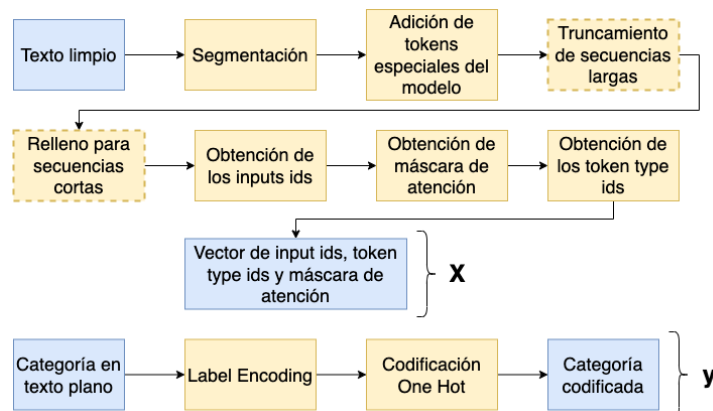 Texto limpio
Segmentación
Adición de
tokens
especiales del
modelo
Truncamiento
de secuencias
largas
Relleno para
secuencias
cortas
Obtención de
los inputs ids
Obtención de
máscara de
atención
Obtención de
los token type
ids
Vector de input ids, token
type ids y máscara de
atención
X
Categoría en
texto plano
Label Encoding
Codificación
One Hot
Categoría
codificada
y